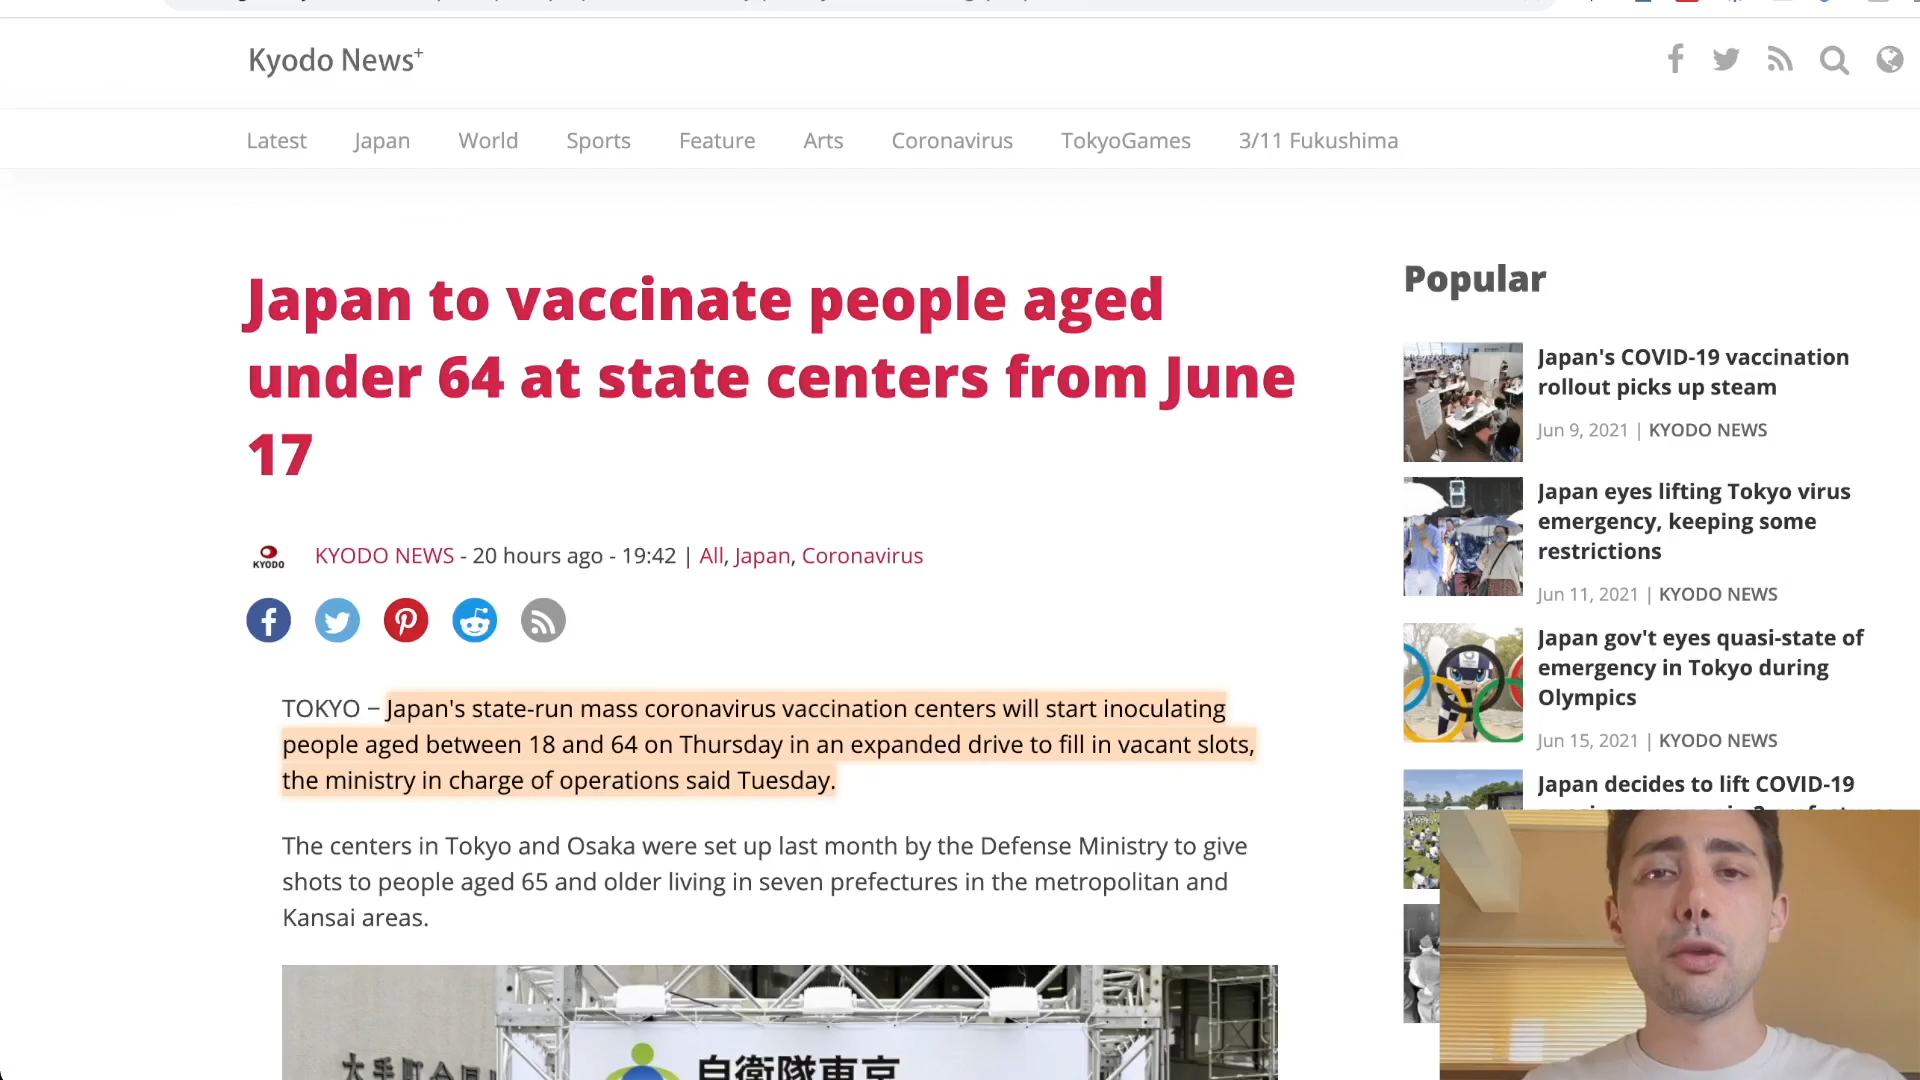 Kyodo News+
Latest
Japan
World
Sports
Feature
Arts
Coronavirus
TokyoGames
3/11 Fukushima
Japan to vaccinate people aged
under 64 at state centers from June
17
KYODO
KYODO NEWS - 20 hours ago - 19:42 | All, Japan, Coronavirus
TOKYO – Japan's state-run mass coronavirus vaccination centers will start inoculating
people aged between 18 and 64 on Thursday in an expanded drive to fill in vacant slots,
the ministry in charge of operations said Tuesday.
The centers in Tokyo and Osaka were set up last month by the Defense Ministry to give
shots to people aged 65 and older living in seven prefectures in the metropolitan and
Kansai areas.
大手町合同
自衛隊東京
Popular
Japan's COVID-19 vaccination
rollout picks up steam
Jun 9, 2021 | KYODO NEWS
Japan eyes lifting Tokyo virus
emergency, keeping some
restrictions
Jun 11, 2021 | KYODO NEWS
Japan gov't eyes quasi-state of
emergency in Tokyo during
Olympics
Jun 15, 2021 | KYODO NEWS
Japan decides to lift COVID-19